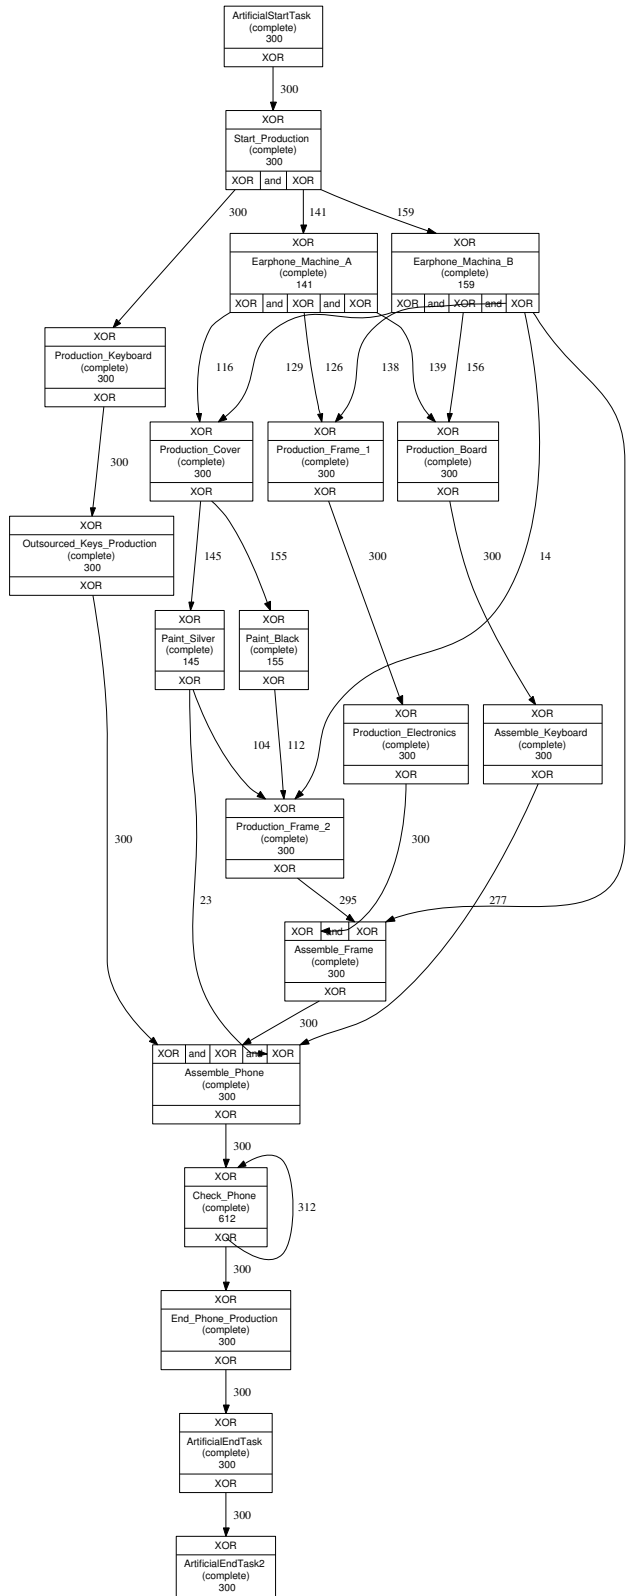 ArtificialStartTask
(complete)
300
XOR
300
XOR
Start_Production
(complete)
300
XOR and XOR
300
141
159
XOR
Earphone_Machine_A
(complete)
141
XOR and XOR and XOR
XOR
Earphone_Machina_B
(complete)
159
XOR and XOR and XOR
XOR
Production_Keyboard
(complete)
300
XOR
116
129
126
138
139
156
XOR
Production_Cover
(complete)
300
XOR
XOR
Production_Frame_1
(complete)
300
XOR
XOR
Production_Board
(complete)
300
XOR
300
XOR
Outsourced_Keys_Production
(complete)
300
XOR
145
155
300
300
14
XOR
Paint_Silver
(complete)
145
XOR
XOR
Paint_Black
(complete)
155
XOR
XOR
Production_Electronics
(complete)
300
XOR
XOR
Assemble_Keyboard
(complete)
300
XOR
104
112
XOR
Production_Frame_2
(complete)
300
XOR
300
300
23
295
277
XOR and XOR
Assemble_Frame
(complete)
300
XOR
300
XOR and XOR and XOR
Assemble_Phone
(complete)
300
XOR
300
XOR
Check_Phone
(complete)
612
XOR
312
300
XOR
End_Phone_Production
(complete)
300
XOR
300
XOR
ArtificialEndTask
(complete)
300
XOR
300
XOR
ArtificialEndTask2
(complete)
300